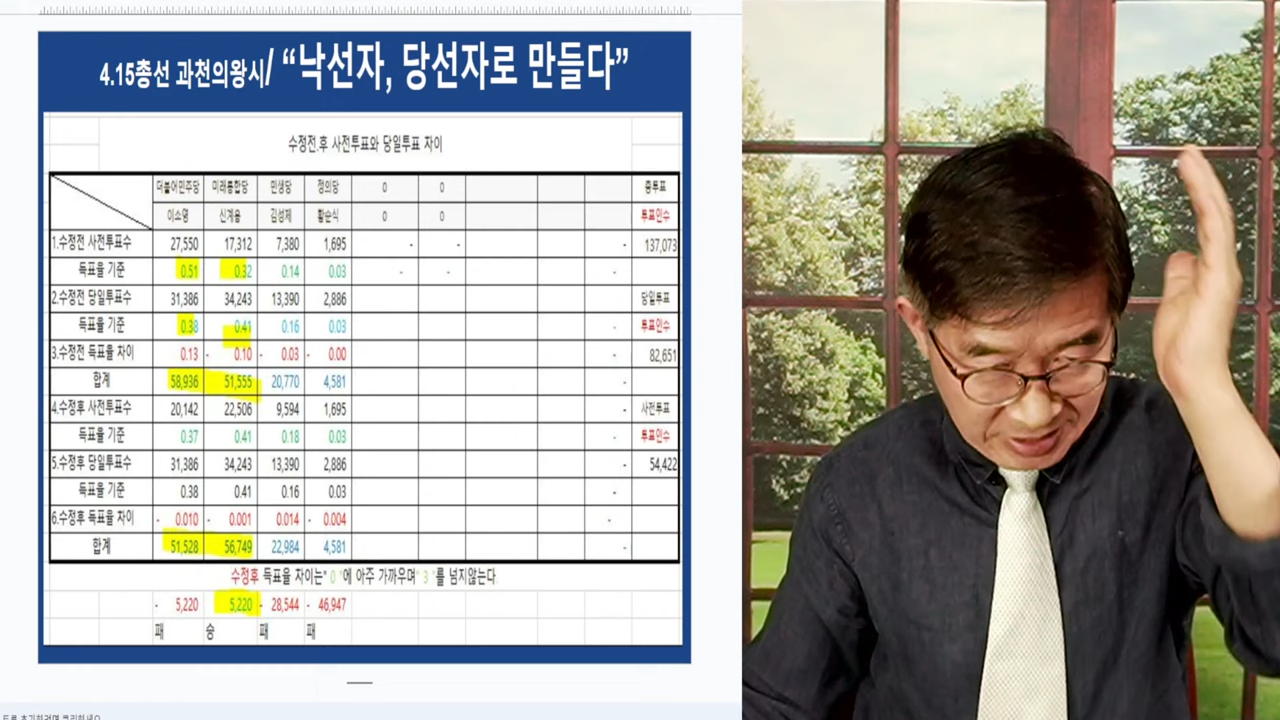 4.15총선 과천의왕시/ “낙선자, 당선자로 만들다”
수정전.후 사전투표와 당일투표 차이
더불어민주당 미래통합당 민생당 정의당 0 0 총투표
이소영 신계용 김성제 황순식 0 0 투표인수
1.수정전 사전투표수 27,550 17,312 7,380 1,695 - - - 137,073
득표율 기준 0.51 0.32 0.14 0.03 - - -
2.수정전 당일투표수 31,386 34,243 13,390 2,886 당일투표
득표율 기준 0.38 0.41 0.16 0.03 - 투표인수
3.수정전 득표율 차이 0.13 - 0.10 - 0.03 - 0.00 - 82,651
합계 58,936 51,555 20,770 4,581 -
4.수정후 사전투표수 20,142 22,506 9,594 1,695 사전투표
득표율 기준 0.37 0.41 0.18 0.03 - 투표인수
5.수정후 당일투표수 31,386 34,243 13,390 2,886 - 54,422
득표율 기준 0.38 0.41 0.16 0.03 -
6.수정후 득표율 차이 - 0.010 - 0.001 0.014 - 0.004 -
합계 51,528 56,749 22,984 4,581 -
수정후 득표율 차이는" 0 "에 아주 가까우며" 3 "를 넘지않는다
- 5,220 5,220 - 28,544 - 46,947
패 승 패 패